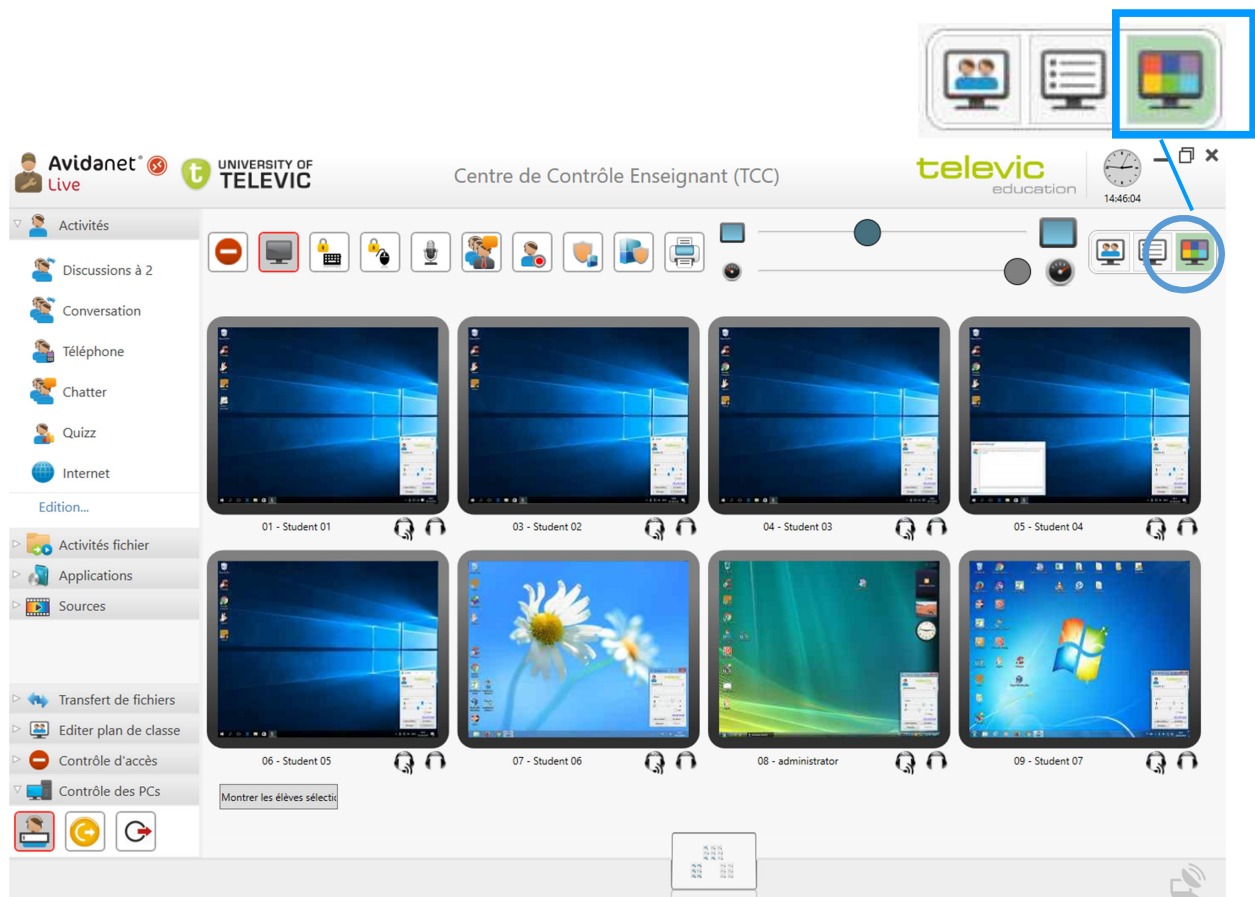 Avidanet®
Live
t UNIVERSITY OF
TELEVIC
Centre de Contrôle Enseignant (TCC)
televic
education
14:46:04
Activités
Discussions à 2
Conversation
Téléphone
Chatter
Quizz
Internet
Edition...
Activités fichier
Applications
Sources
Transfert de fichiers
Editer plan de classe
Contrôle d'accès
Contrôle des PCs
01 - Student 01
03 - Student 02
04 - Student 03
05 - Student 04
06 - Student 05
07 - Student 06
08 - administrator
09 - Student 07
Montrer les élèves sélectio